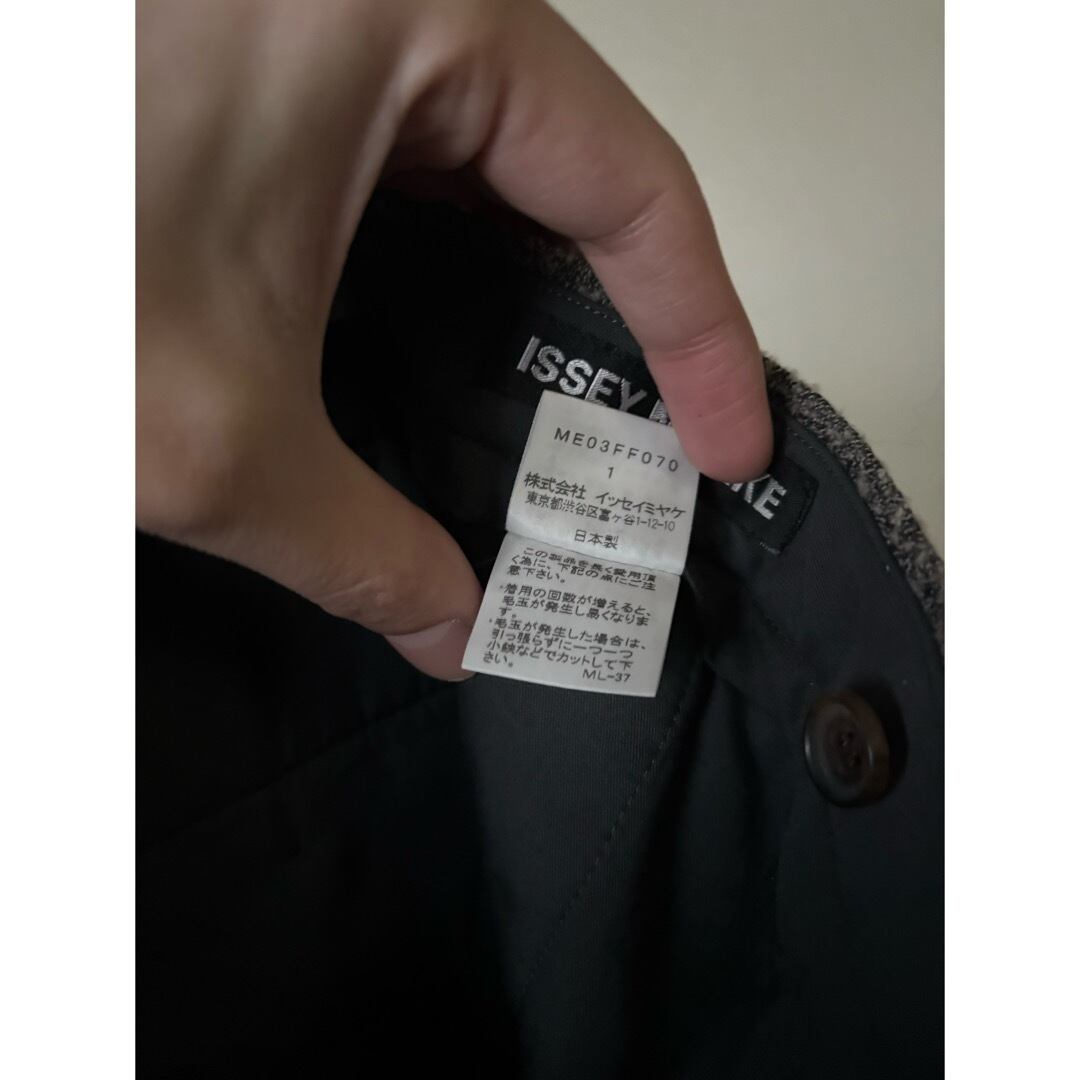 ISSEY M KE
ME03FF070
1
株式会社 イッセイミヤケ
東京都渋谷区富ヶ谷1-12-10
日本製
この製品を長く愛用頂
く為に、下記の点にご注
意下さい。
・着用の回数が増えると、
毛玉が発生し易くなりま
す。
・毛玉が発生した場合は、
引っ張らずに一つ一つ
小鋏などでカットして下
さい。
ML-37